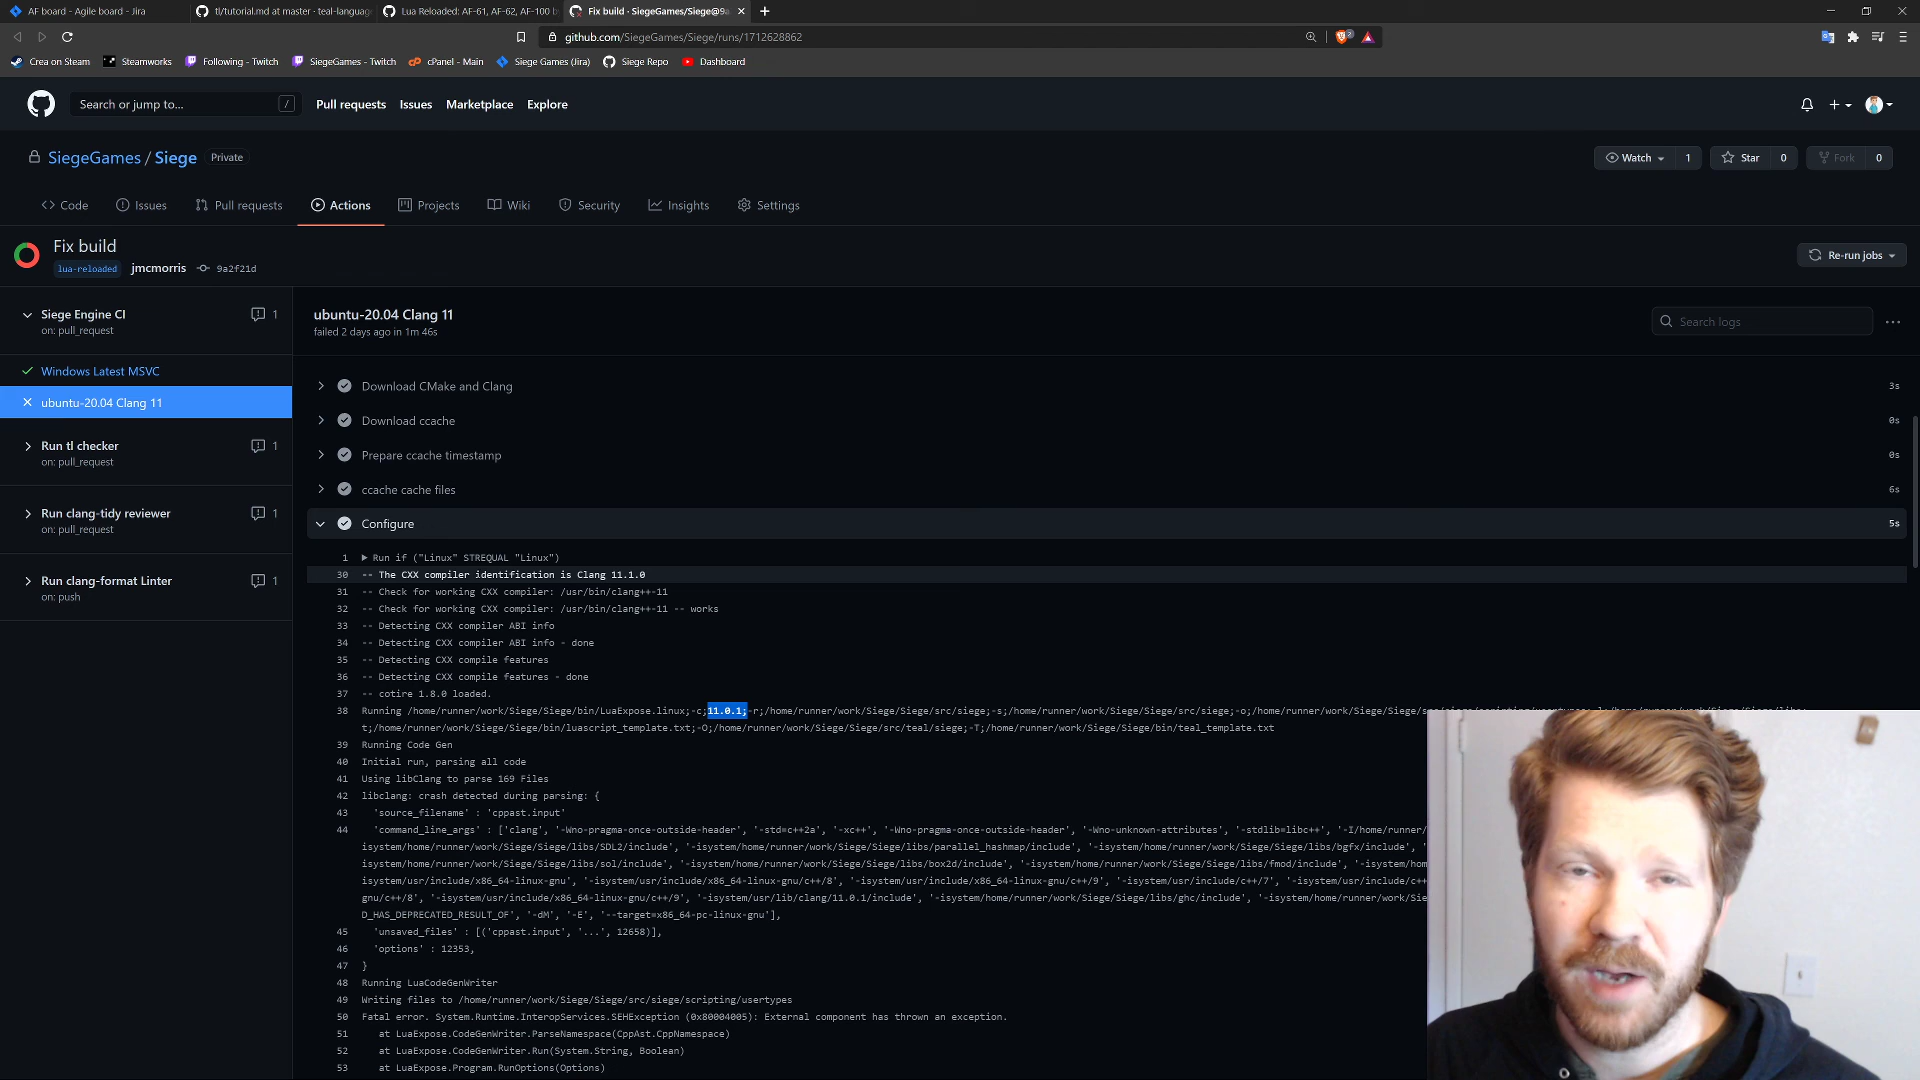 AF board - Agile board - Jira
tl/tutorial.md at master · teal-languag
Lua Reloaded: AF-61, AF-62, AF-100 b
Fix build · SiegeGames/Siege@9a
github.com/SiegeGames/Siege/runs/1712628862
2
Crea on Steam
Steamworks
Following - Twitch
SiegeGames - Twitch
cPanel - Main
Siege Games (Jira)
Siege Repo
Dashboard
Search or jump to...
/
Pull requests
Issues
Marketplace
Explore
SiegeGames / Siege
Private
Watch
1
Star
0
Fork
0
Code
Issues
Pull requests
Actions
Projects
Wiki
Security
Insights
Settings
Fix build
lua-reloaded jmcmorris 9a2f21d
Re-run jobs
Siege Engine CI
1
on: pull_request
Windows Latest MSVC
ubuntu-20.04 Clang 11
Run tl checker
1
on: pull_request
Run clang-tidy reviewer
1
on: pull_request
Run clang-format Linter
1
on: push
ubuntu-20.04 Clang 11
failed 2 days ago in 1m 46s
Search logs
Download CMake and Clang
3s
Download ccache
0s
Prepare ccache timestamp
0s
ccache cache files
6s
Configure
5s
1 ▶ Run if ("Linux" STREQUAL "Linux")
30 -- The CXX compiler identification is Clang 11.1.0
31 -- Check for working CXX compiler: /usr/bin/clang++-11
32 -- Check for working CXX compiler: /usr/bin/clang++-11 -- works
33 -- Detecting CXX compiler ABI info
34 -- Detecting CXX compiler ABI info - done
35 -- Detecting CXX compile features
36 -- Detecting CXX compile features - done
37 -- cotire 1.8.0 loaded.
38 Running /home/runner/work/Siege/Siege/bin/LuaExpose.linux;-c;11.0.1;-r;/home/runner/work/Siege/Siege/src/siege;-s;/home/runner/work/Siege/Siege/src/siege;-o;/home/runner/work/Siege/Siege/
t;/home/runner/work/Siege/Siege/bin/luascript_template.txt;-O;/home/runner/work/Siege/Siege/src/teal/siege;-T;/home/runner/work/Siege/Siege/bin/teal_template.txt
39 Running Code Gen
40 Initial run, parsing all code
41 Using libClang to parse 169 Files
42 libclang: crash detected during parsing: {
43 'source_filename' : 'cppast.input'
44 'command_line_args' : ['clang', '-Wno-pragma-once-outside-header', '-std=c++2a', '-xc++', '-Wno-pragma-once-outside-header', '-Wno-unknown-attributes', '-stdlib=libc++', '-I/home/runner/
isystem/home/runner/work/Siege/Siege/libs/SDL2/include', '-isystem/home/runner/work/Siege/Siege/libs/parallel_hashmap/include', '-isystem/home/runner/work/Siege/Siege/libs/bgfx/include', '
isystem/home/runner/work/Siege/Siege/libs/sol/include', '-isystem/home/runner/work/Siege/Siege/libs/box2d/include', '-isystem/home/runner/work/Siege/Siege/libs/fmod/include', '-isystem/hom
isystem/usr/include/x86_64-linux-gnu', '-isystem/usr/include/x86_64-linux-gnu/c++/8', '-isystem/usr/include/x86_64-linux-gnu/c++/9', '-isystem/usr/include/c++/7', '-isystem/usr/include/c++
gnu/c++/8', '-isystem/usr/include/x86_64-linux-gnu/c++/9', '-isystem/usr/lib/clang/11.0.1/include', '-isystem/home/runner/work/Siege/Siege/libs/ghc/include', '-isystem/home/runner/work/Siege/Sie
D_HAS_DEPRECATED_RESULT_OF', '-dM', '-E', '--target=x86_64-pc-linux-gnu'],
45 'unsaved_files' : [('cppast.input', '...', 12658)],
46 'options' : 12353,
47 }
48 Running LuaCodeGenWriter
49 Writing files to /home/runner/work/Siege/Siege/src/siege/scripting/usertypes
50 Fatal error. System.Runtime.InteropServices.SEHException (0x80004005): External component has thrown an exception.
51 at LuaExpose.CodeGenWriter.ParseNamespace(CppAst.CppNamespace)
52 at LuaExpose.CodeGenWriter.Run(System.String, Boolean)
53 at LuaExpose.Program.RunOptions(Options)